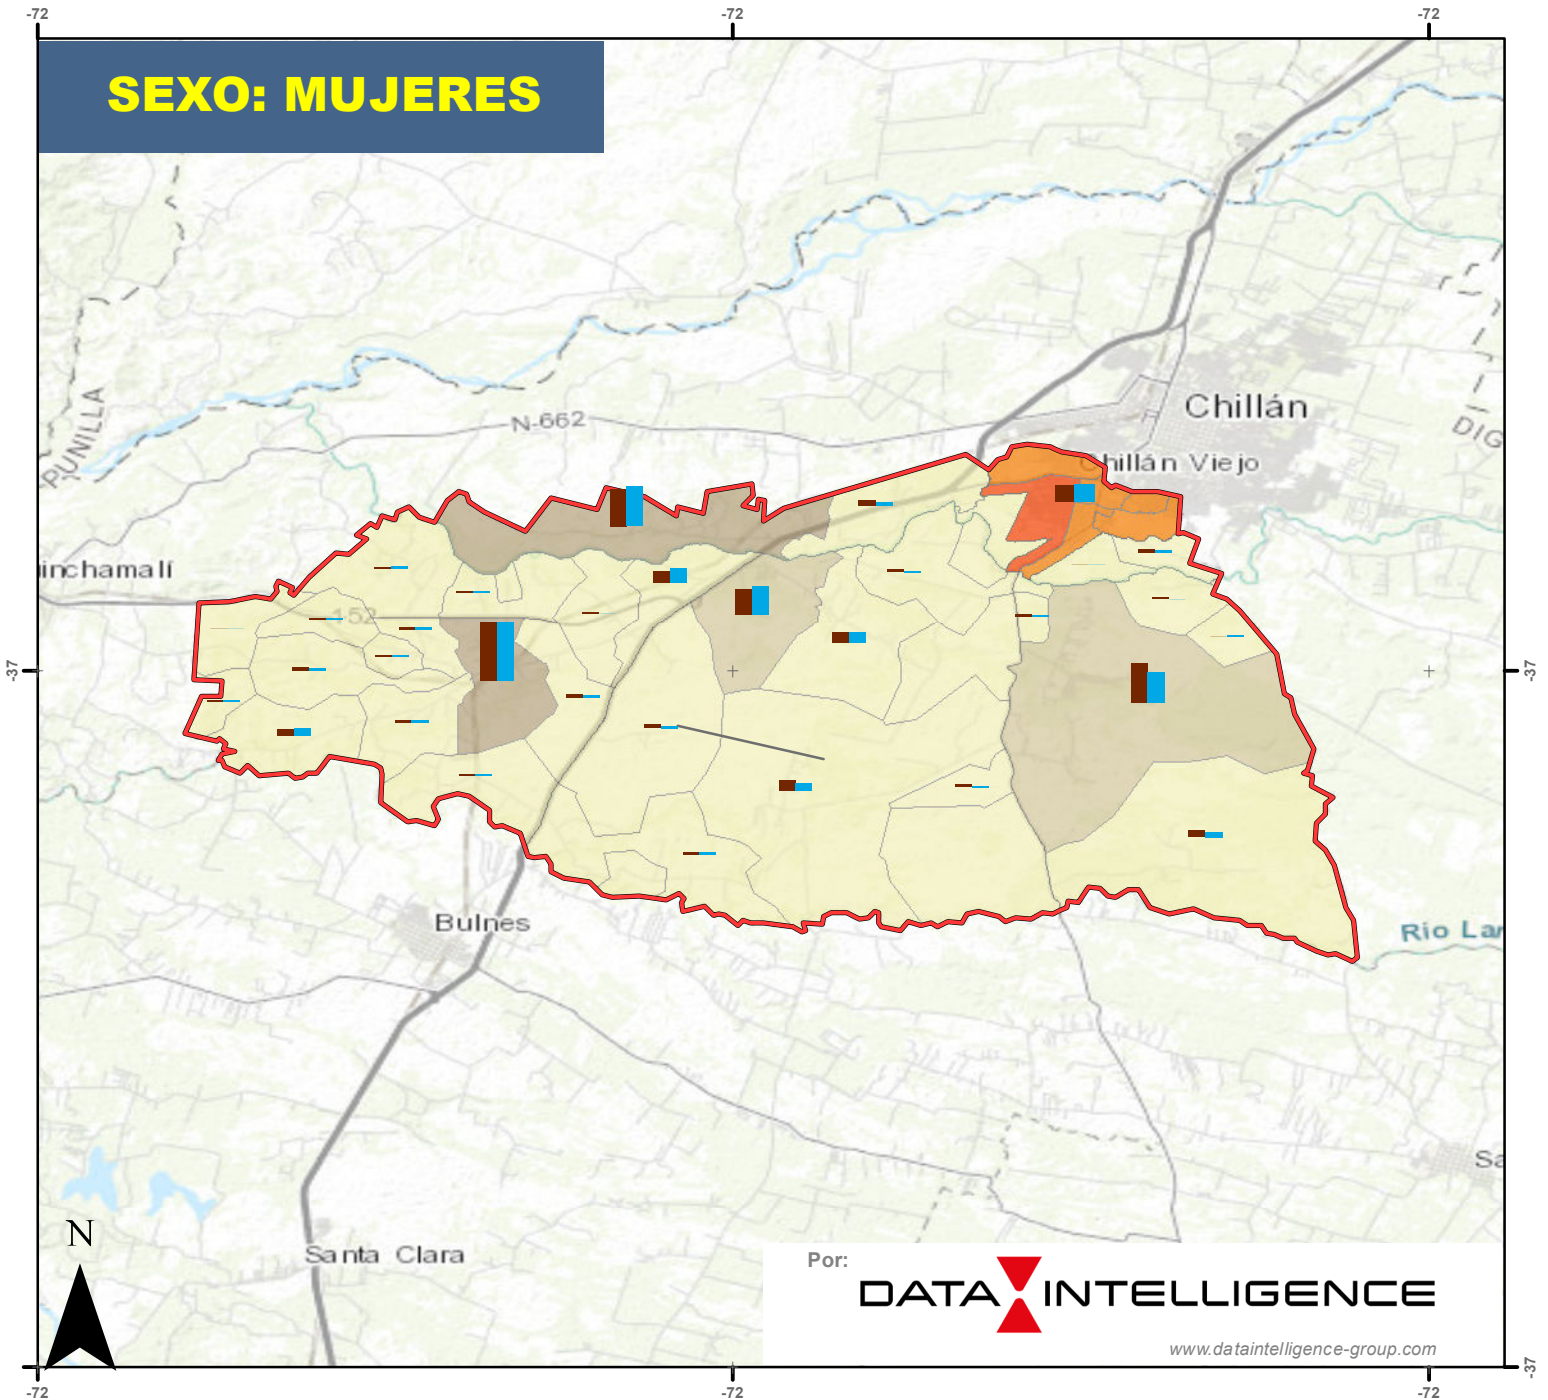 -72
-72
-72
SEXO: MUJERES
PUNILLA
N-662
Chillán
DIG
Chillán Viejo
inchamalí
152
-37
-37
Bulnes
Río Lar
Sa
N
Santa Clara
Por:
DATA INTELLIGENCE
www.dataintelligence-group.com
-37
-72
-72
-72